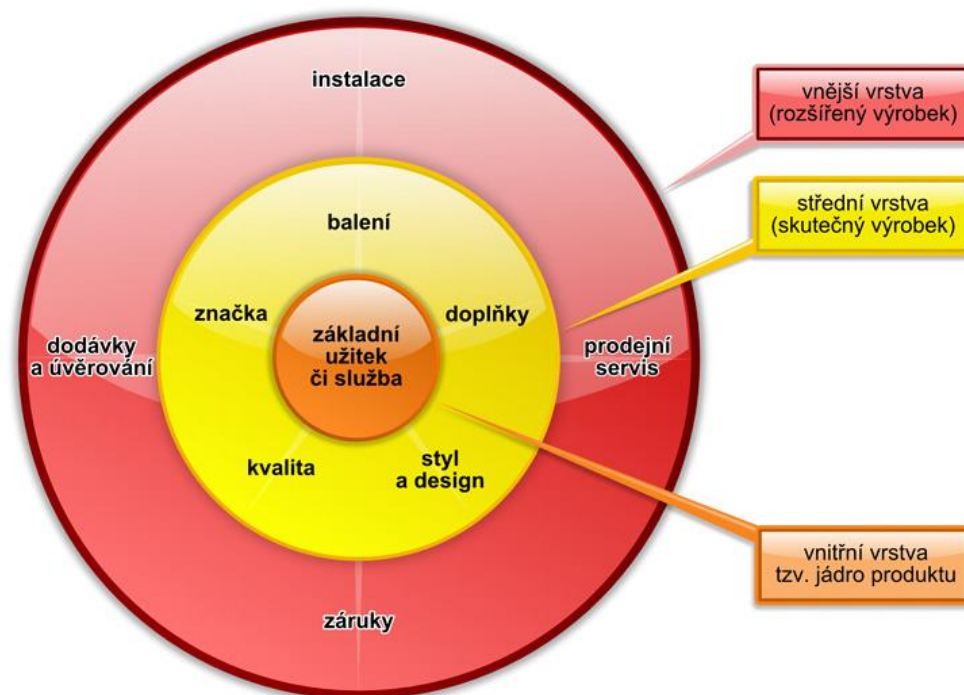 instalace
vnější vrstva
(rozšířený výrobek)
balení
střední vrstva
(skutečný výrobek)
značka
doplňky
základní
užitek
či služba
dodávky
a úvěrování
prodejní
servis
kvalita
styl
a design
vnitřní vrstva
tzv. jádro produktu
záruky